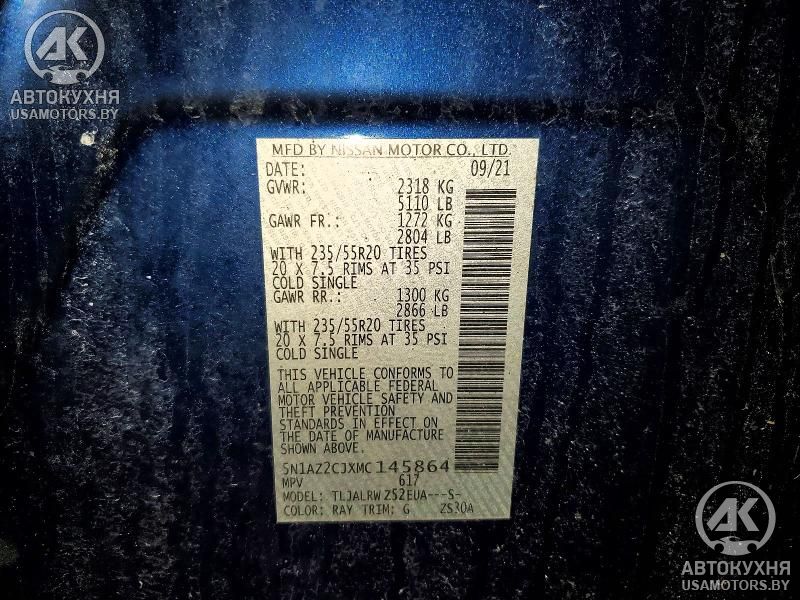 AK
АВТОКУХНЯ
USAMOTORS.BY
MFD BY NISSAN MOTOR CO., LTD.
DATE: 09/21
GVWR: 2318 KG
5110 LB
GAWR FR.: 1272 KG
2804 LB
WITH 235/55R20 TIRES
20 X 7.5 RIMS AT 35 PSI
COLD SINGLE
GAWR RR.: 1300 KG
2866 LB
WITH 235/55R20 TIRES
20 X 7.5 RIMS AT 35 PSI
COLD SINGLE
THIS VEHICLE CONFORMS TO
ALL APPLICABLE FEDERAL
MOTOR VEHICLE SAFETY AND
THEFT PREVENTION
STANDARDS IN EFFECT ON
THE DATE OF MANUFACTURE
SHOWN ABOVE.
5N1AZ2CJXMC145864
MPV 617
MODEL: TLJALRWZ52EUA---S-
COLOR: RAY TRIM: G ZS30A
AK
АВТОКУХНЯ
USAMOTORS.BY